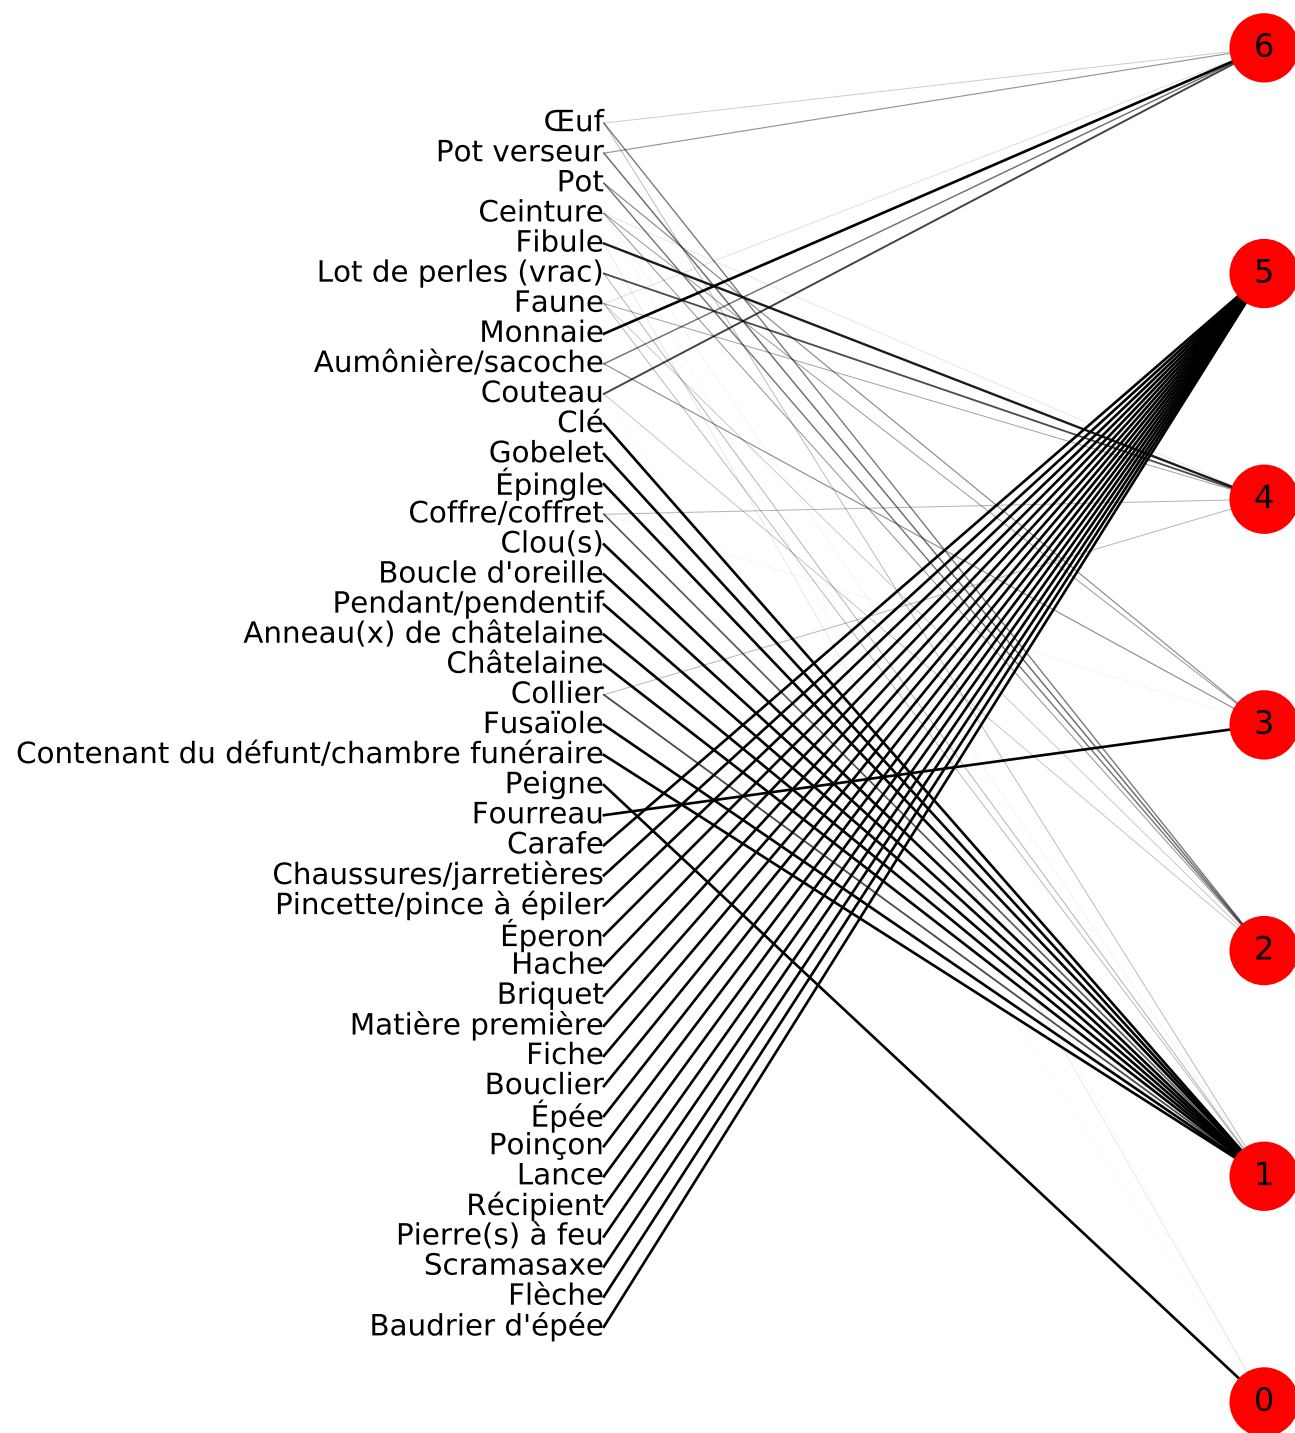 6
Œuf
Pot verseur
Pot
Ceinture
Fibule
Lot de perles (vrac)
5
Faune
Monnaie
Aumônière/sacoche
Couteau
Clé
Gobelet
Épingle
4
Coffre/coffret
Clou(s)
Boucle d'oreille
Pendant/pendentif
Anneau(x) de châtelaine
Châtelaine
Collier
Fusaïole
3
Contenant du défunt/chambre funéraire
Peigne
Fourreau
Carafe
Chaussures/jarretières
Pincette/pince à épiler
Éperon
2
Hache
Briquet
Matière première
Fiche
Bouclier
Épée
Poinçon
Lance
1
Récipient
Pierre(s) à feu
Scramasaxe
Flèche
Baudrier d'épée
0